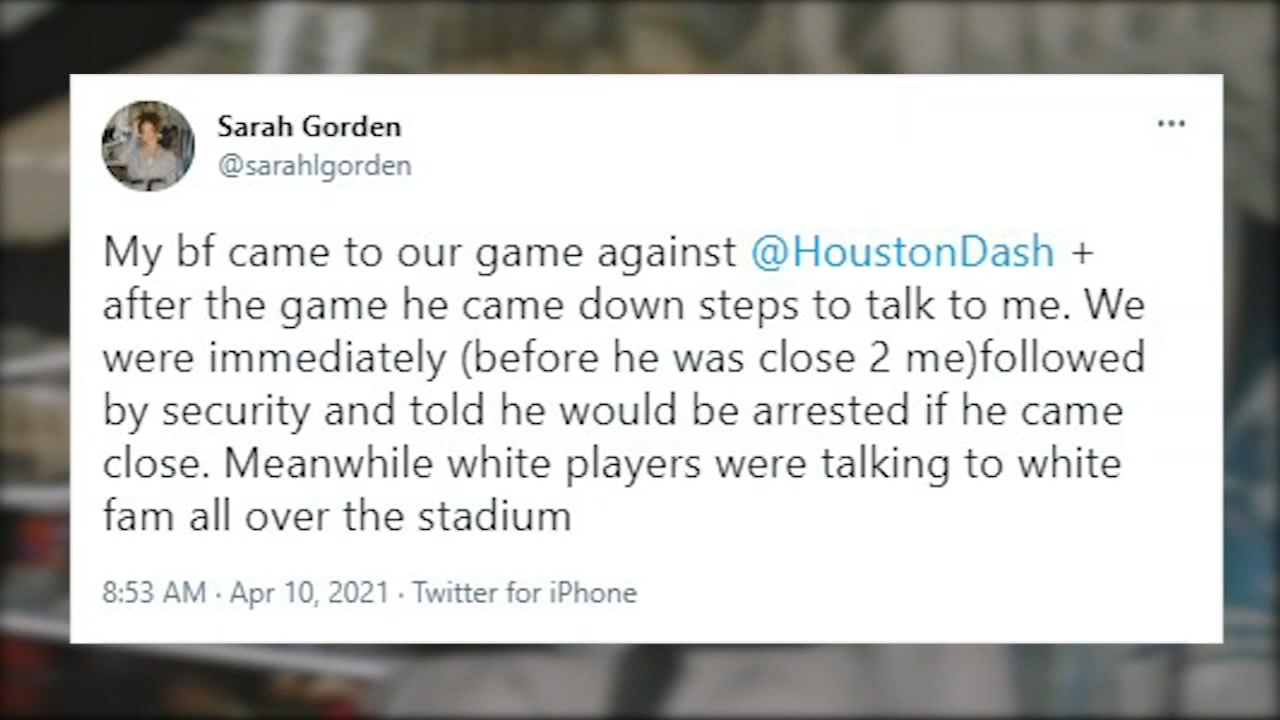 Sarah Gorden
@sarahlgorden
My bf came to our game against @HoustonDash +
after the game he came down steps to talk to me. We
were immediately (before he was close 2 me)followed
by security and told he would be arrested if he came
close. Meanwhile white players were talking to white
fam all over the stadium
8:53 AM · Apr 10, 2021 · Twitter for iPhone